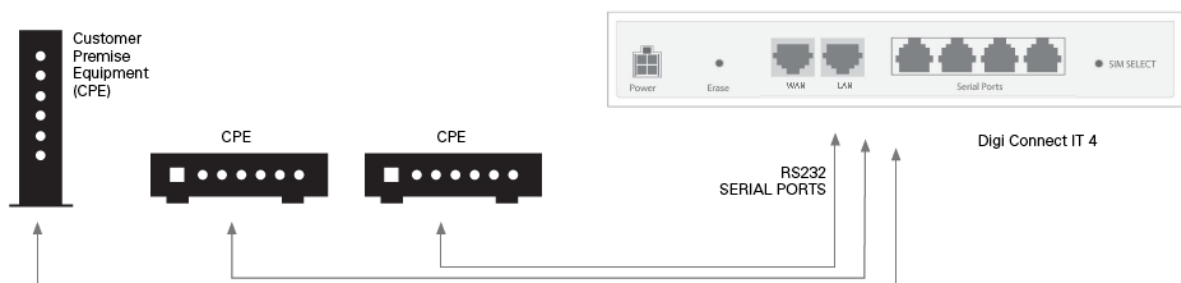 Customer
Premise
Equipment
(CPE)
CPE
CPE
Power
Erase
WAN
LAN
Serial Ports
SIM SELECT
Digi Connect IT 4
RS232
SERIAL PORTS